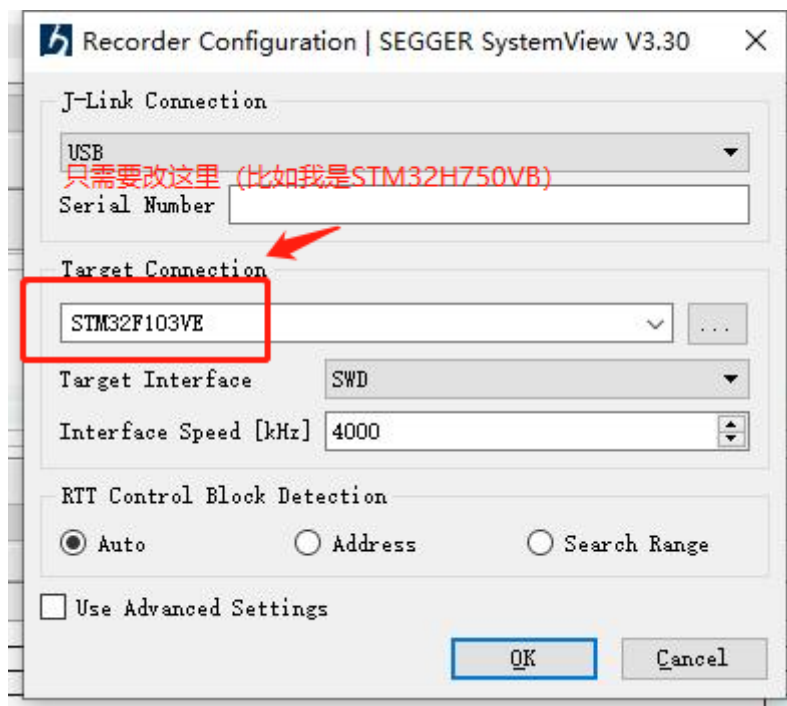 Recorder Configuration | SEGGER SystemView V3.30
J-Link Connection
USB
只需要改这里（比如我是STM32H750VB）
Serial Number
Target Connection
STM32F103VE
...
Target Interface SWD
Interface Speed [kHz] 4000
RTT Control Block Detection
Auto Address Search Range
Use Advanced Settings
OK Cancel